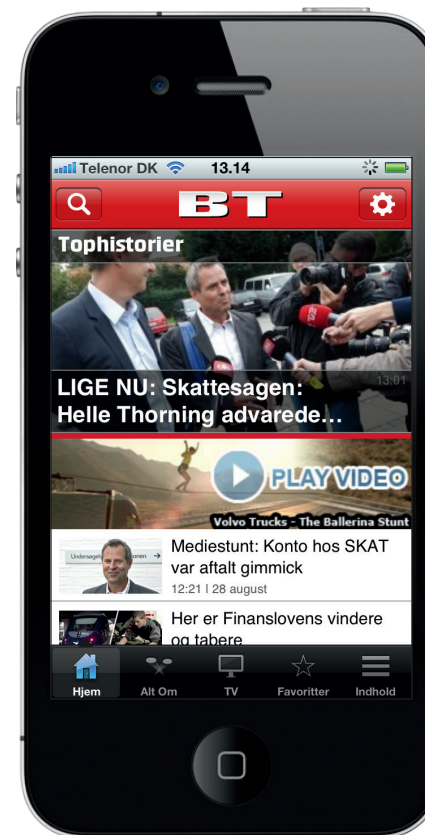 Telenor DK 13.14
BT
Tophistorier
13:01
LIGE NU: Skattesagen:
Helle Thorning advarede...
PLAY VIDEO
Volvo Trucks - The Ballerina Stunt
Mediestunt: Konto hos SKAT
var aftalt gimmick
12:21 | 28 august
Her er Finanslovens vindere
og tabere
Hjem Alt Om TV Favoritter Indhold